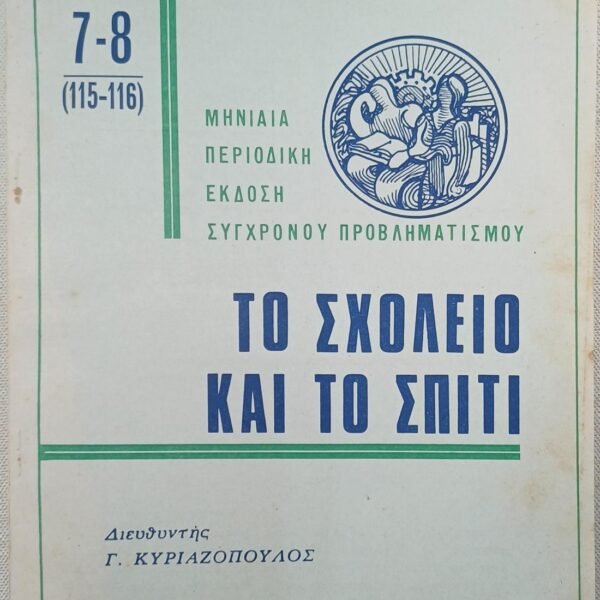 7-8
(115-116)
ΜΗΝΙΑΙΑ
ΠΕΡΙΟΔΙΚΗ
ΕΚΔΟΣΗ
ΣΥΓΧΡΟΝΟΥ ΠΡΟΒΛΗΜΑΤΙΣΜΟΥ
ΤΟ ΣΧΟΛΕΙΟ
ΚΑΙ ΤΟ ΣΠΙΤΙ
Διευθυντής
Γ. ΚΥΡΙΑΖΟΠΟΥΛΟΣ